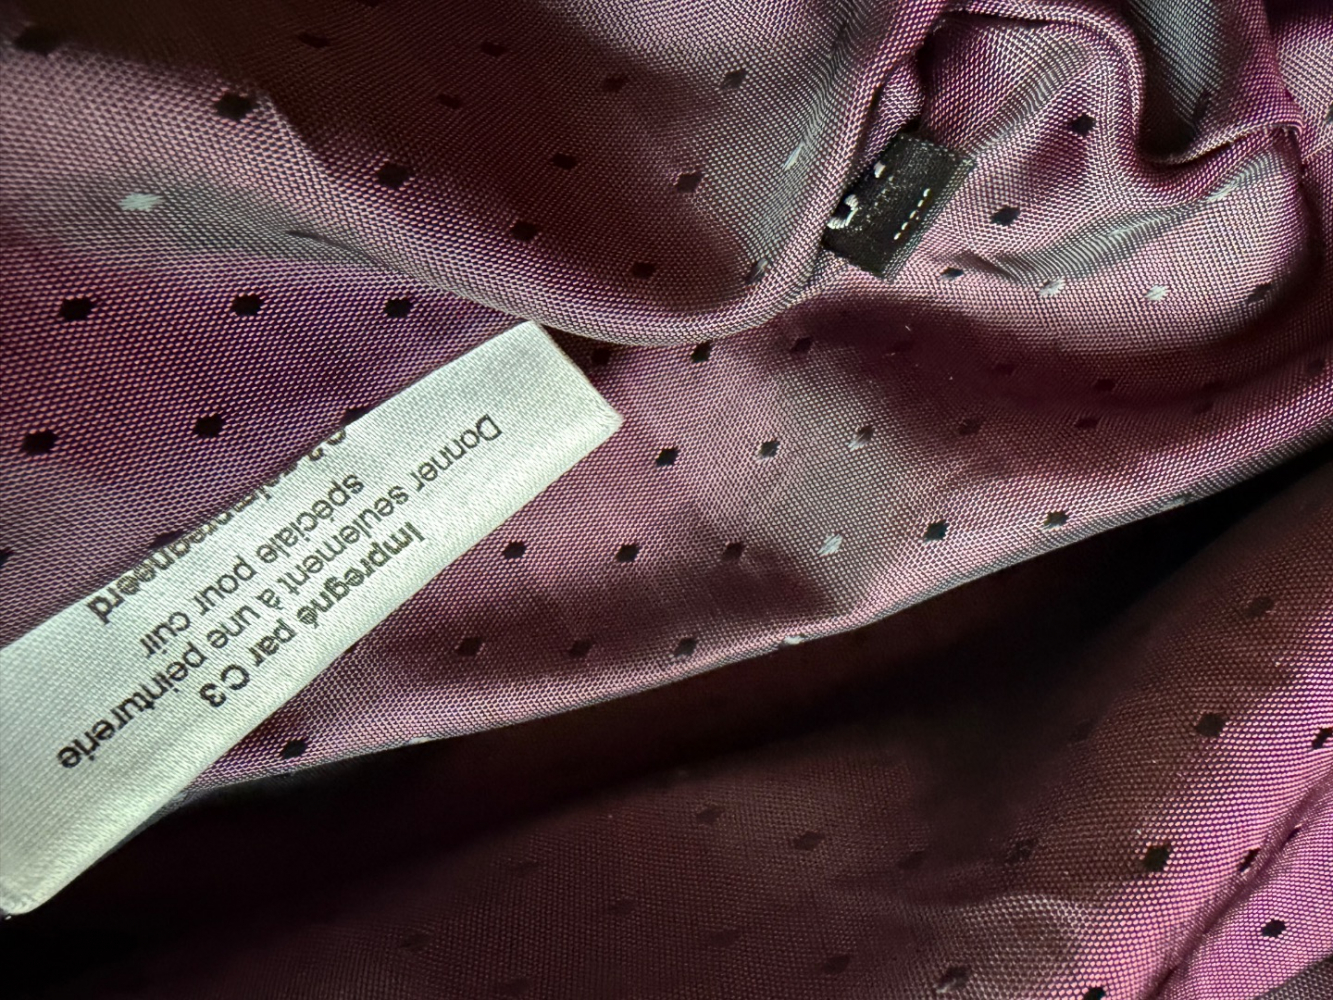 Impregné par C3
Donner seulement à une peinturerie
spéciale pour cuir